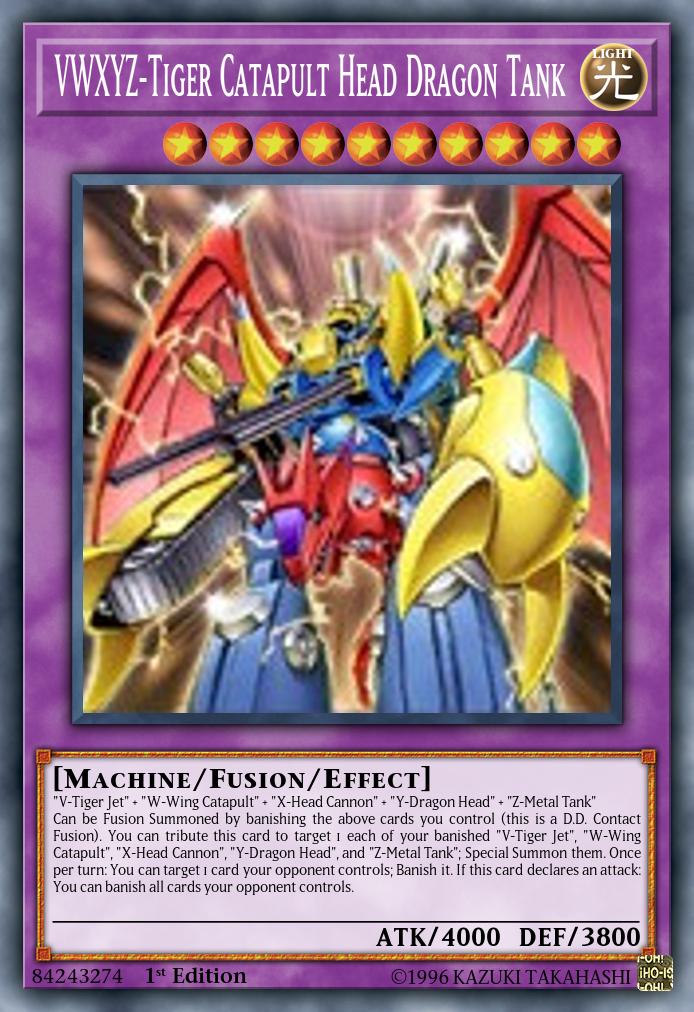 VWXYZ-Tiger Catapult Head Dragon Tank
LIGHT
光
[Machine/Fusion/Effect]
"V-Tiger Jet" + "W-Wing Catapult" + "X-Head Cannon" + "Y-Dragon Head" + "Z-Metal Tank"
Can be Fusion Summoned by banishing the above cards you control (this is a D.D. Contact
Fusion). You can tribute this card to target 1 each of your banished "V-Tiger Jet", "W-Wing
Catapult", "X-Head Cannon", "Y-Dragon Head", and "Z-Metal Tank"; Special Summon them. Once
per turn: You can target 1 card your opponent controls; Banish it. If this card declares an attack:
You can banish all cards your opponent controls.
ATK/4000 DEF/3800
84243274 1st Edition ©1996 KAZUKI TAKAHASHI